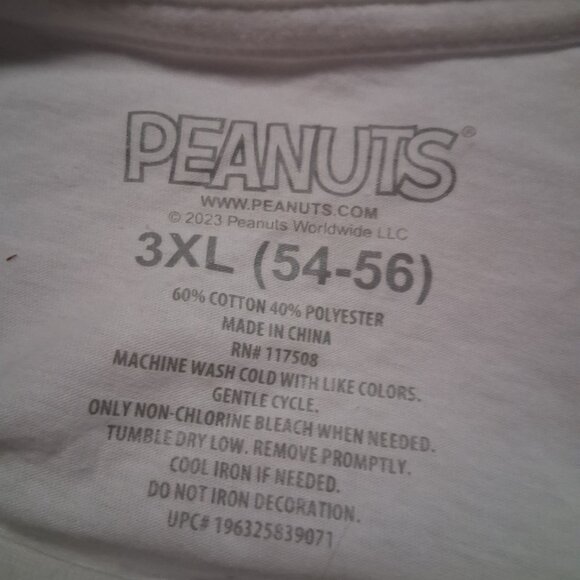 PEANUTS®
WWW.PEANUTS.COM
© 2023 Peanuts Worldwide LLC
3XL (54-56)
60% COTTON 40% POLYESTER
MADE IN CHINA
RN# 117508
MACHINE WASH COLD WITH LIKE COLORS.
GENTLE CYCLE.
ONLY NON-CHLORINE BLEACH WHEN NEEDED.
TUMBLE DRY LOW. REMOVE PROMPTLY.
COOL IRON IF NEEDED.
DO NOT IRON DECORATION.
UPC# 196325839071